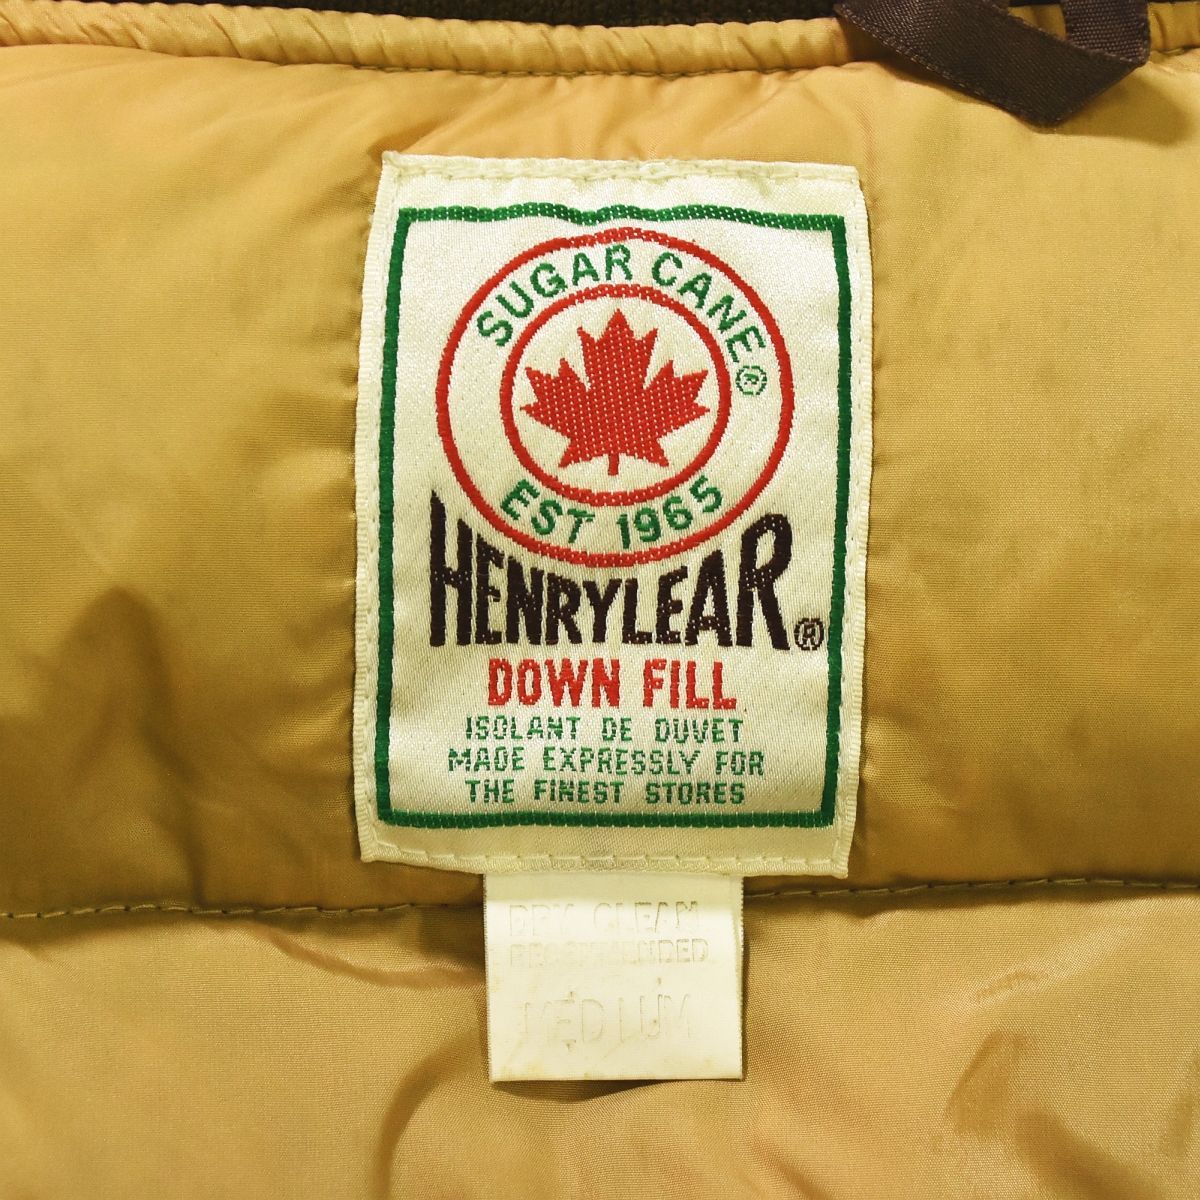 SUGAR CANE®
EST 1965
HENRYLEAR®
DOWN FILL
ISOLANT DE DUVET
MADE EXPRESSLY FOR
THE FINEST STORES
DRY CLEAN
RECOMMENDED
MEDIUM